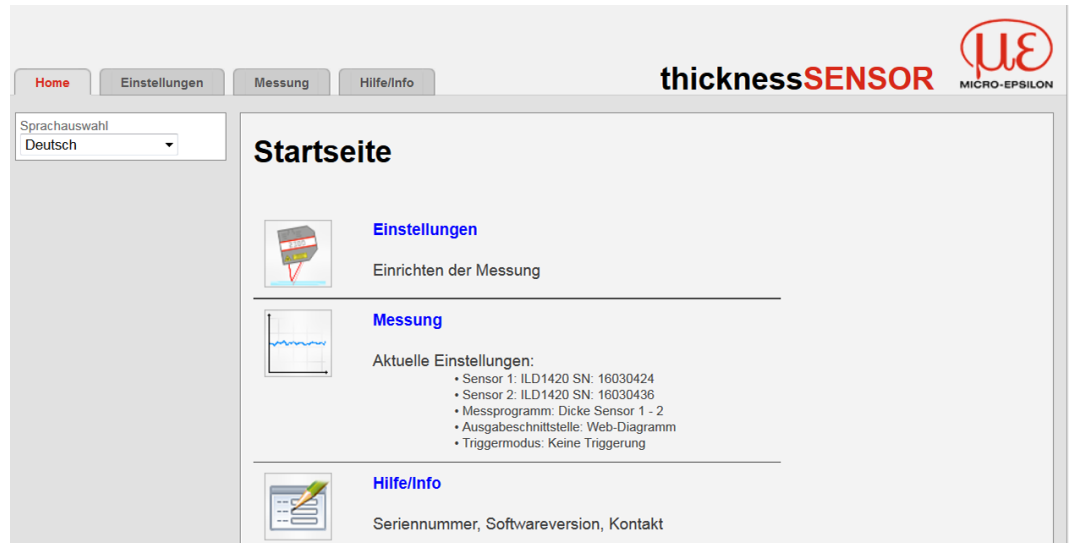 με
MICRO-EPSILON
thicknessSENSOR
Home
Einstellungen
Messung
Hilfe/Info
Sprachauswahl
Deutsch
Startseite
Einstellungen
Einrichten der Messung
Messung
Aktuelle Einstellungen:
• Sensor 1: ILD1420 SN: 16030424
• Sensor 2: ILD1420 SN: 16030436
• Messprogramm: Dicke Sensor 1 - 2
• Ausgabeschnittstelle: Web-Diagramm
• Triggermodus: Keine Triggerung
Hilfe/Info
Seriennummer, Softwareversion, Kontakt